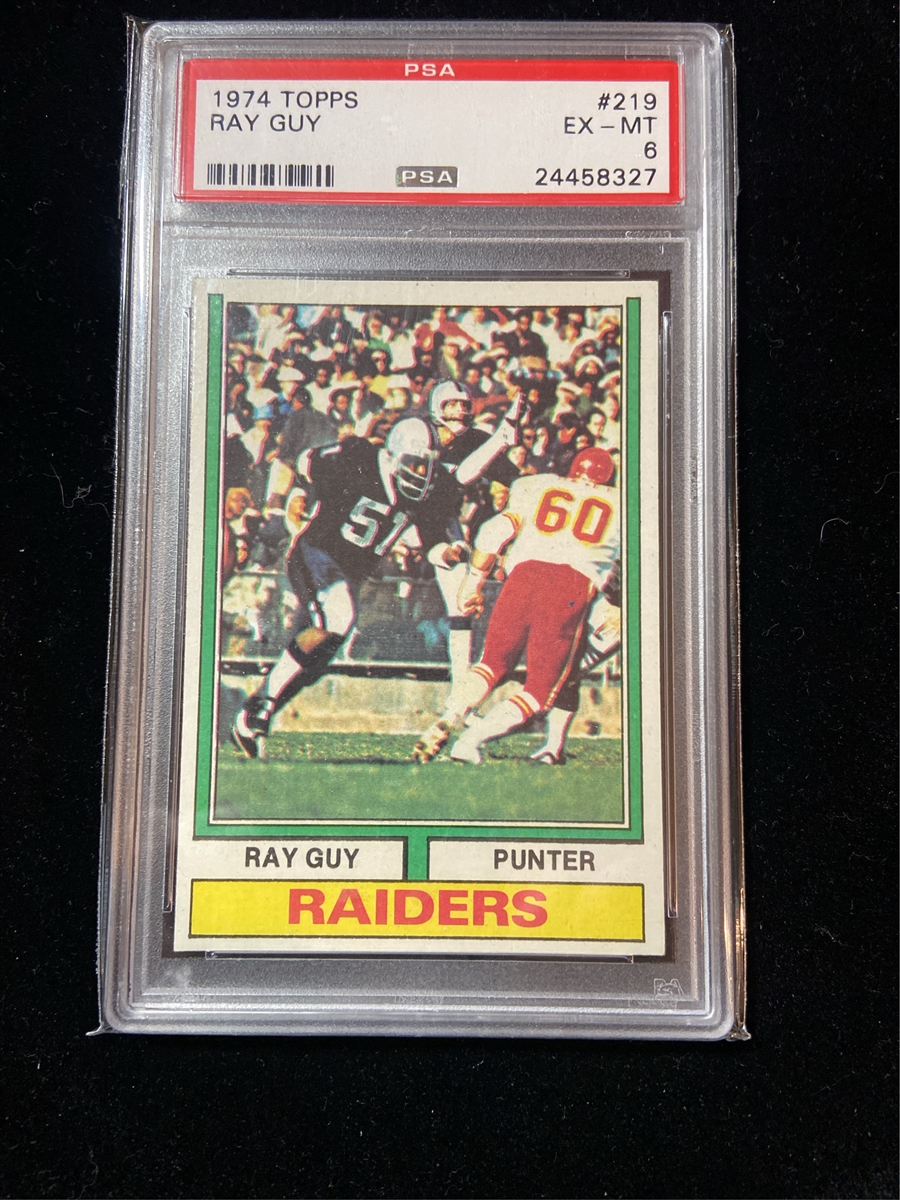 PSA
1974 TOPPS #219
RAY GUY EX-MT
6
PSA 24458327
51
60
RAY GUY PUNTER
RAIDERS